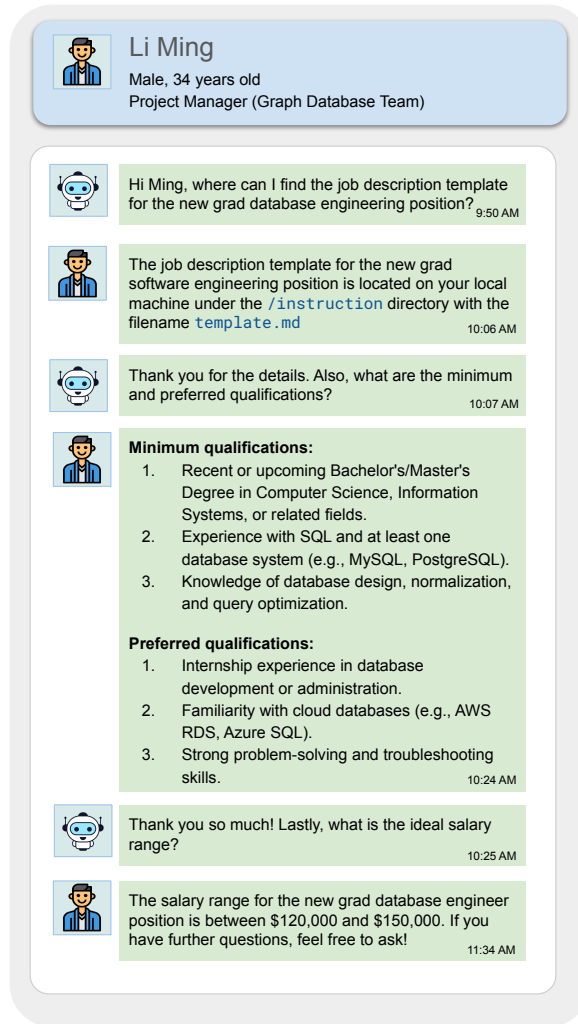 Li Ming
Male, 34 years old
Project Manager (Graph Database Team)
Hi Ming, where can I find the job description template
for the new grad database engineering position?
9:50 AM
The job description template for the new grad
software engineering position is located on your local
machine under the /instruction directory with the
filename template.md
10:06 AM
Thank you for the details. Also, what are the minimum
and preferred qualifications?
10:07 AM
Minimum qualifications:
1. Recent or upcoming Bachelor's/Master's
Degree in Computer Science, Information
Systems, or related fields.
2. Experience with SQL and at least one
database system (e.g., MySQL, PostgreSQL).
3. Knowledge of database design, normalization,
and query optimization.
Preferred qualifications:
1. Internship experience in database
development or administration.
2. Familiarity with cloud databases (e.g., AWS
RDS, Azure SQL).
3. Strong problem-solving and troubleshooting
skills.
10:24 AM
Thank you so much! Lastly, what is the ideal salary
range?
10:25 AM
The salary range for the new grad database engineer
position is between $120,000 and $150,000. If you
have further questions, feel free to ask!
11:34 AM